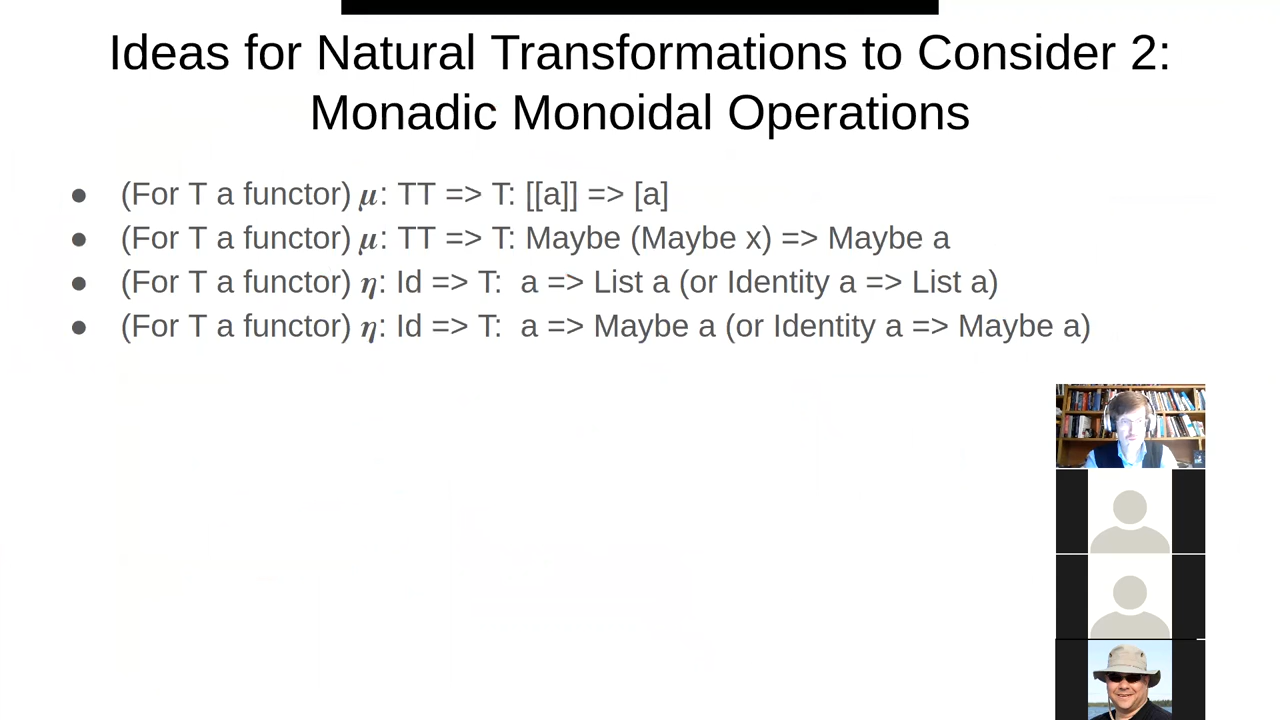 Ideas for Natural Transformations to Consider 2:
Monadic Monoidal Operations
● (For T a functor) μ: TT => T: [[a]] => [a]
● (For T a functor) μ: TT => T: Maybe (Maybe x) => Maybe a
● (For T a functor) η: Id => T:  a => List a (or Identity a => List a)
● (For T a functor) η: Id => T:  a => Maybe a (or Identity a => Maybe a)